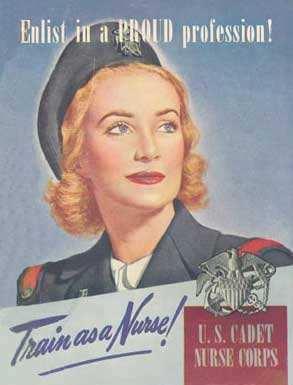 Enlist in a PROUD profession!
Train as a Nurse!
U. S. CADET
NURSE CORPS